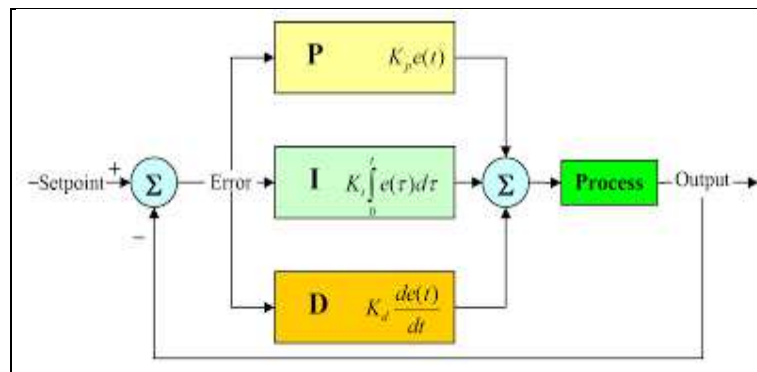 P K_p e(t)
+
Setpoint Σ Error I K_i ∫_0^t e(τ)dτ Σ Process Output
−
D K_d de(t)/dt